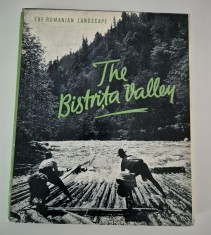 THE ROMANIAN LANDSCAPE
The
Bistrita Valley